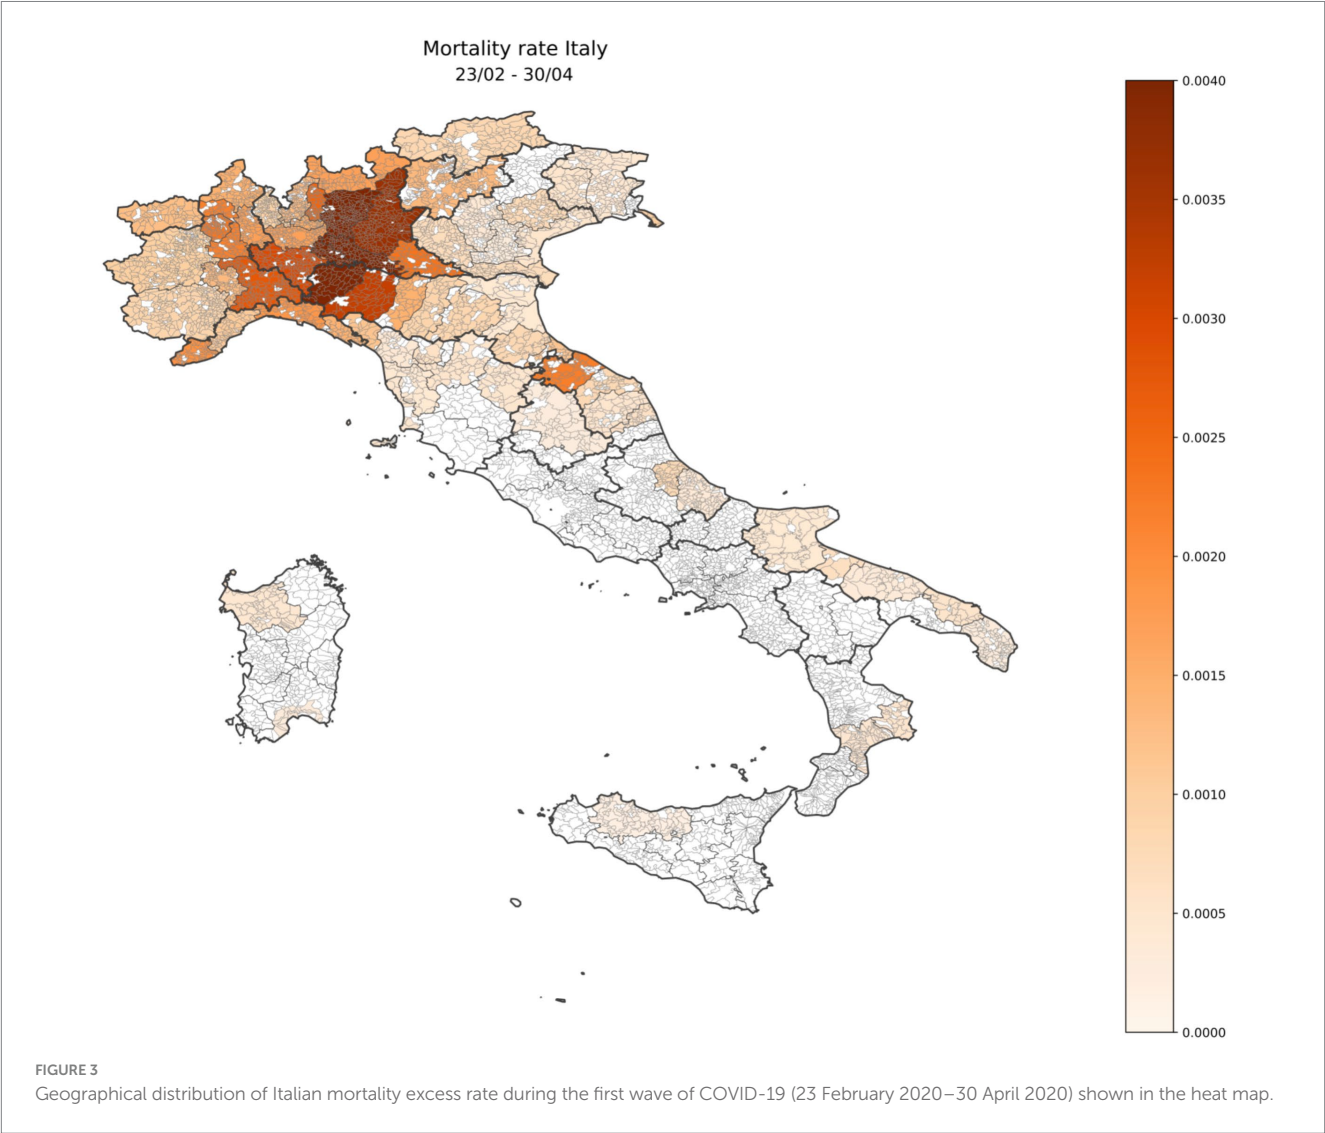 Mortality rate Italy
23/02 - 30/04
0.0040
0.0035
0.0030
0.0025
0.0020
0.0015
0.0010
0.0005
0.0000
FIGURE 3
Geographical distribution of Italian mortality excess rate during the first wave of COVID-19 (23 February 2020–30 April 2020) shown in the heat map.